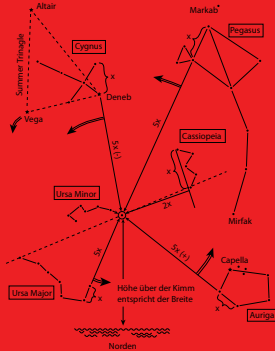 Altair
Markab
Pegasus
Cygnus
x
x
Summer Trinagle
x
Deneb
Vega
5x
5x (-)
Cassiopeia
x
Ursa Minor
2x
Mirfak
5x
5x (+)
Capella
Höhe über der Kimm
entspricht der Breite
Ursa Major
x
x
Auriga
Norden